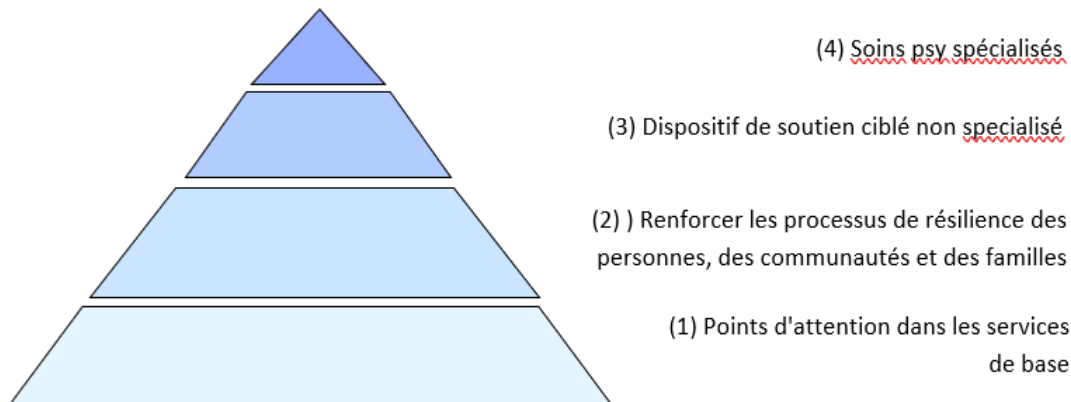 (4) Soins psy spécialisés
(3) Dispositif de soutien ciblé non specialisé
(2) ) Renforcer les processus de résilience des
personnes, des communautés et des familles
(1) Points d'attention dans les services
de base